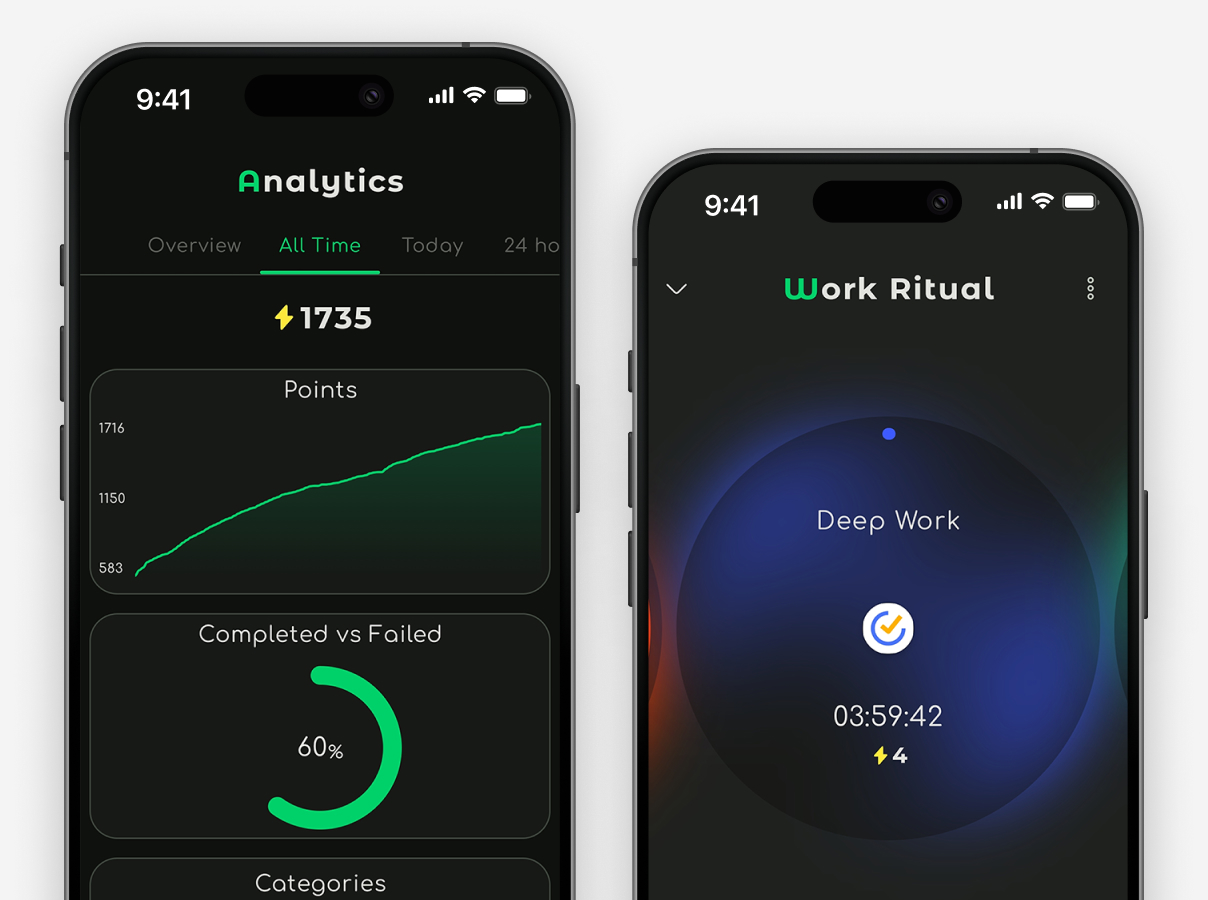 9:41
Analytics
Overview All Time Today 24 ho
1735
Points
1716
1150
583
Completed vs Failed
60%
Categories
9:41
Work Ritual
Deep Work
03:59:42
4